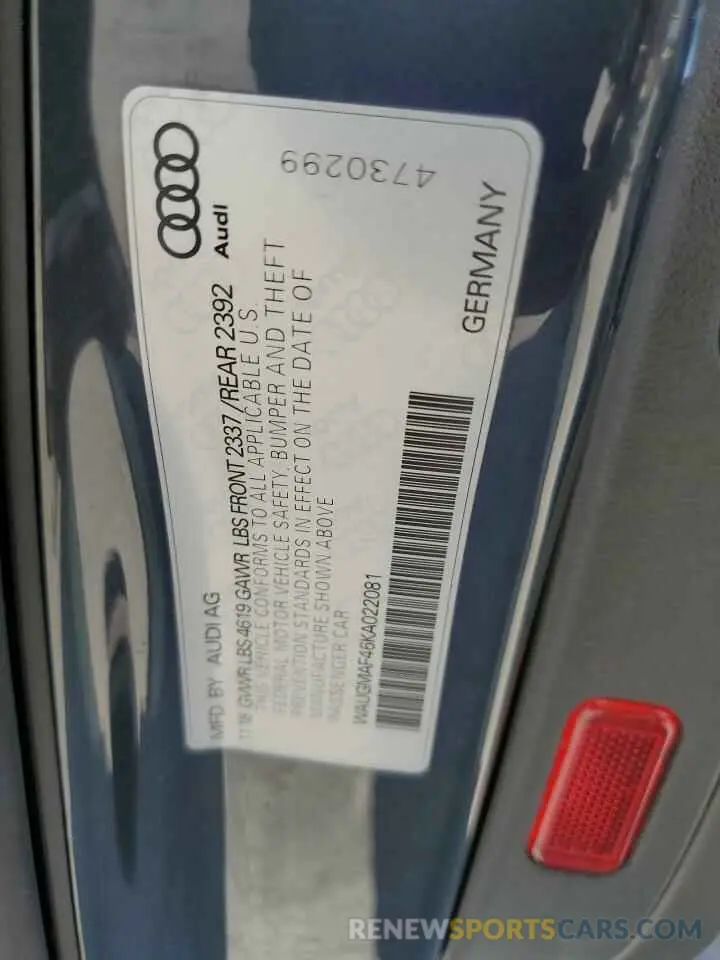 4730299
Audi
MFD BY AUDI AG
11 18 GVWR LBS 4619 GAWR LBS FRONT 2337 / REAR 2392
THIS VEHICLE CONFORMS TO ALL APPLICABLE U.S.
FEDERAL MOTOR VEHICLE SAFETY, BUMPER AND THEFT
PREVENTION STANDARDS IN EFFECT ON THE DATE OF
MANUFACTURE SHOWN ABOVE
PASSENGER CAR
WAUGMAF46KA022081
GERMANY
RENEWSPORTSCARS.COM